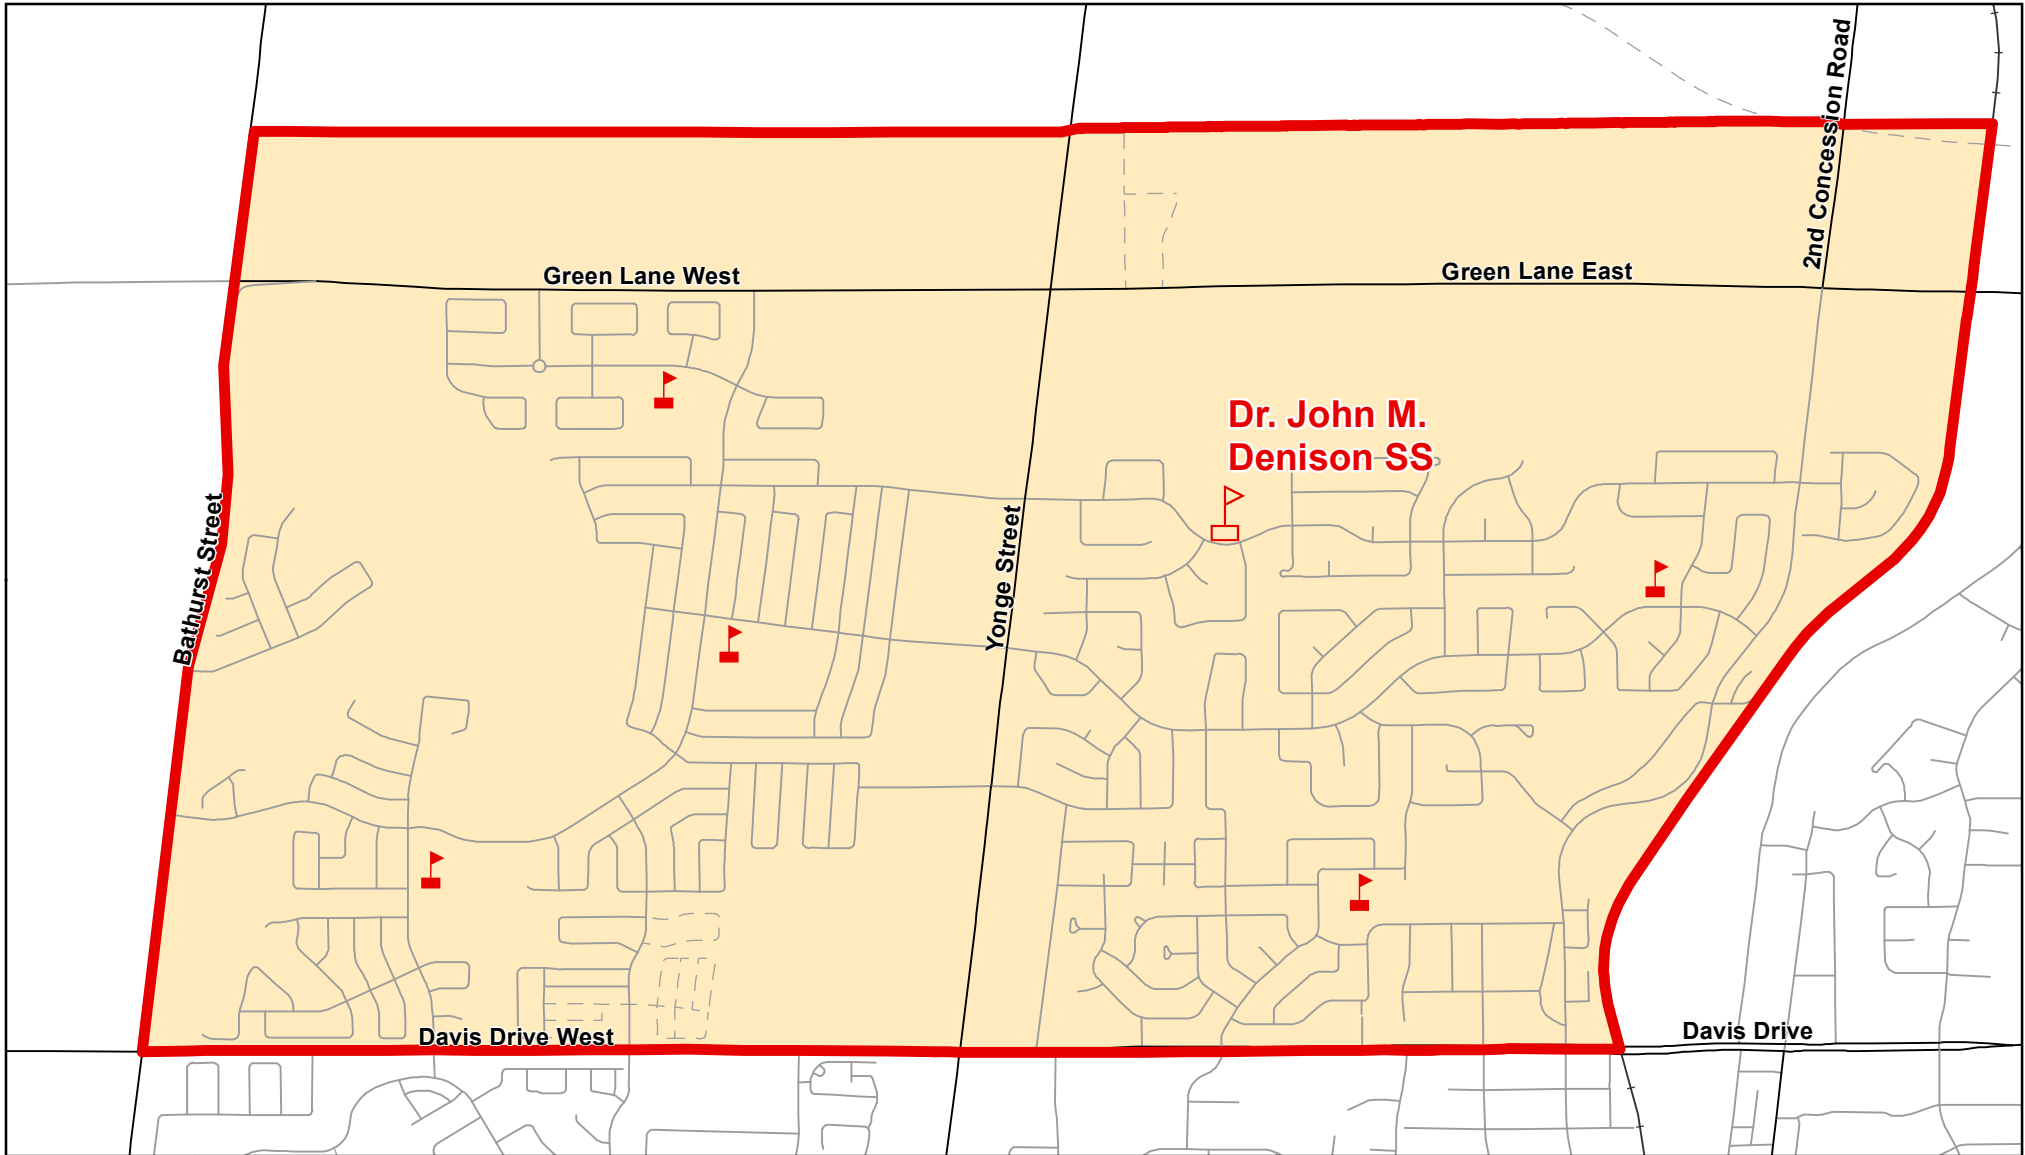 2nd Concession Road
Green Lane West
Green Lane East
Dr. John M.
Denison SS
Bathurst Street
Yonge Street
Davis Drive West
Davis Drive